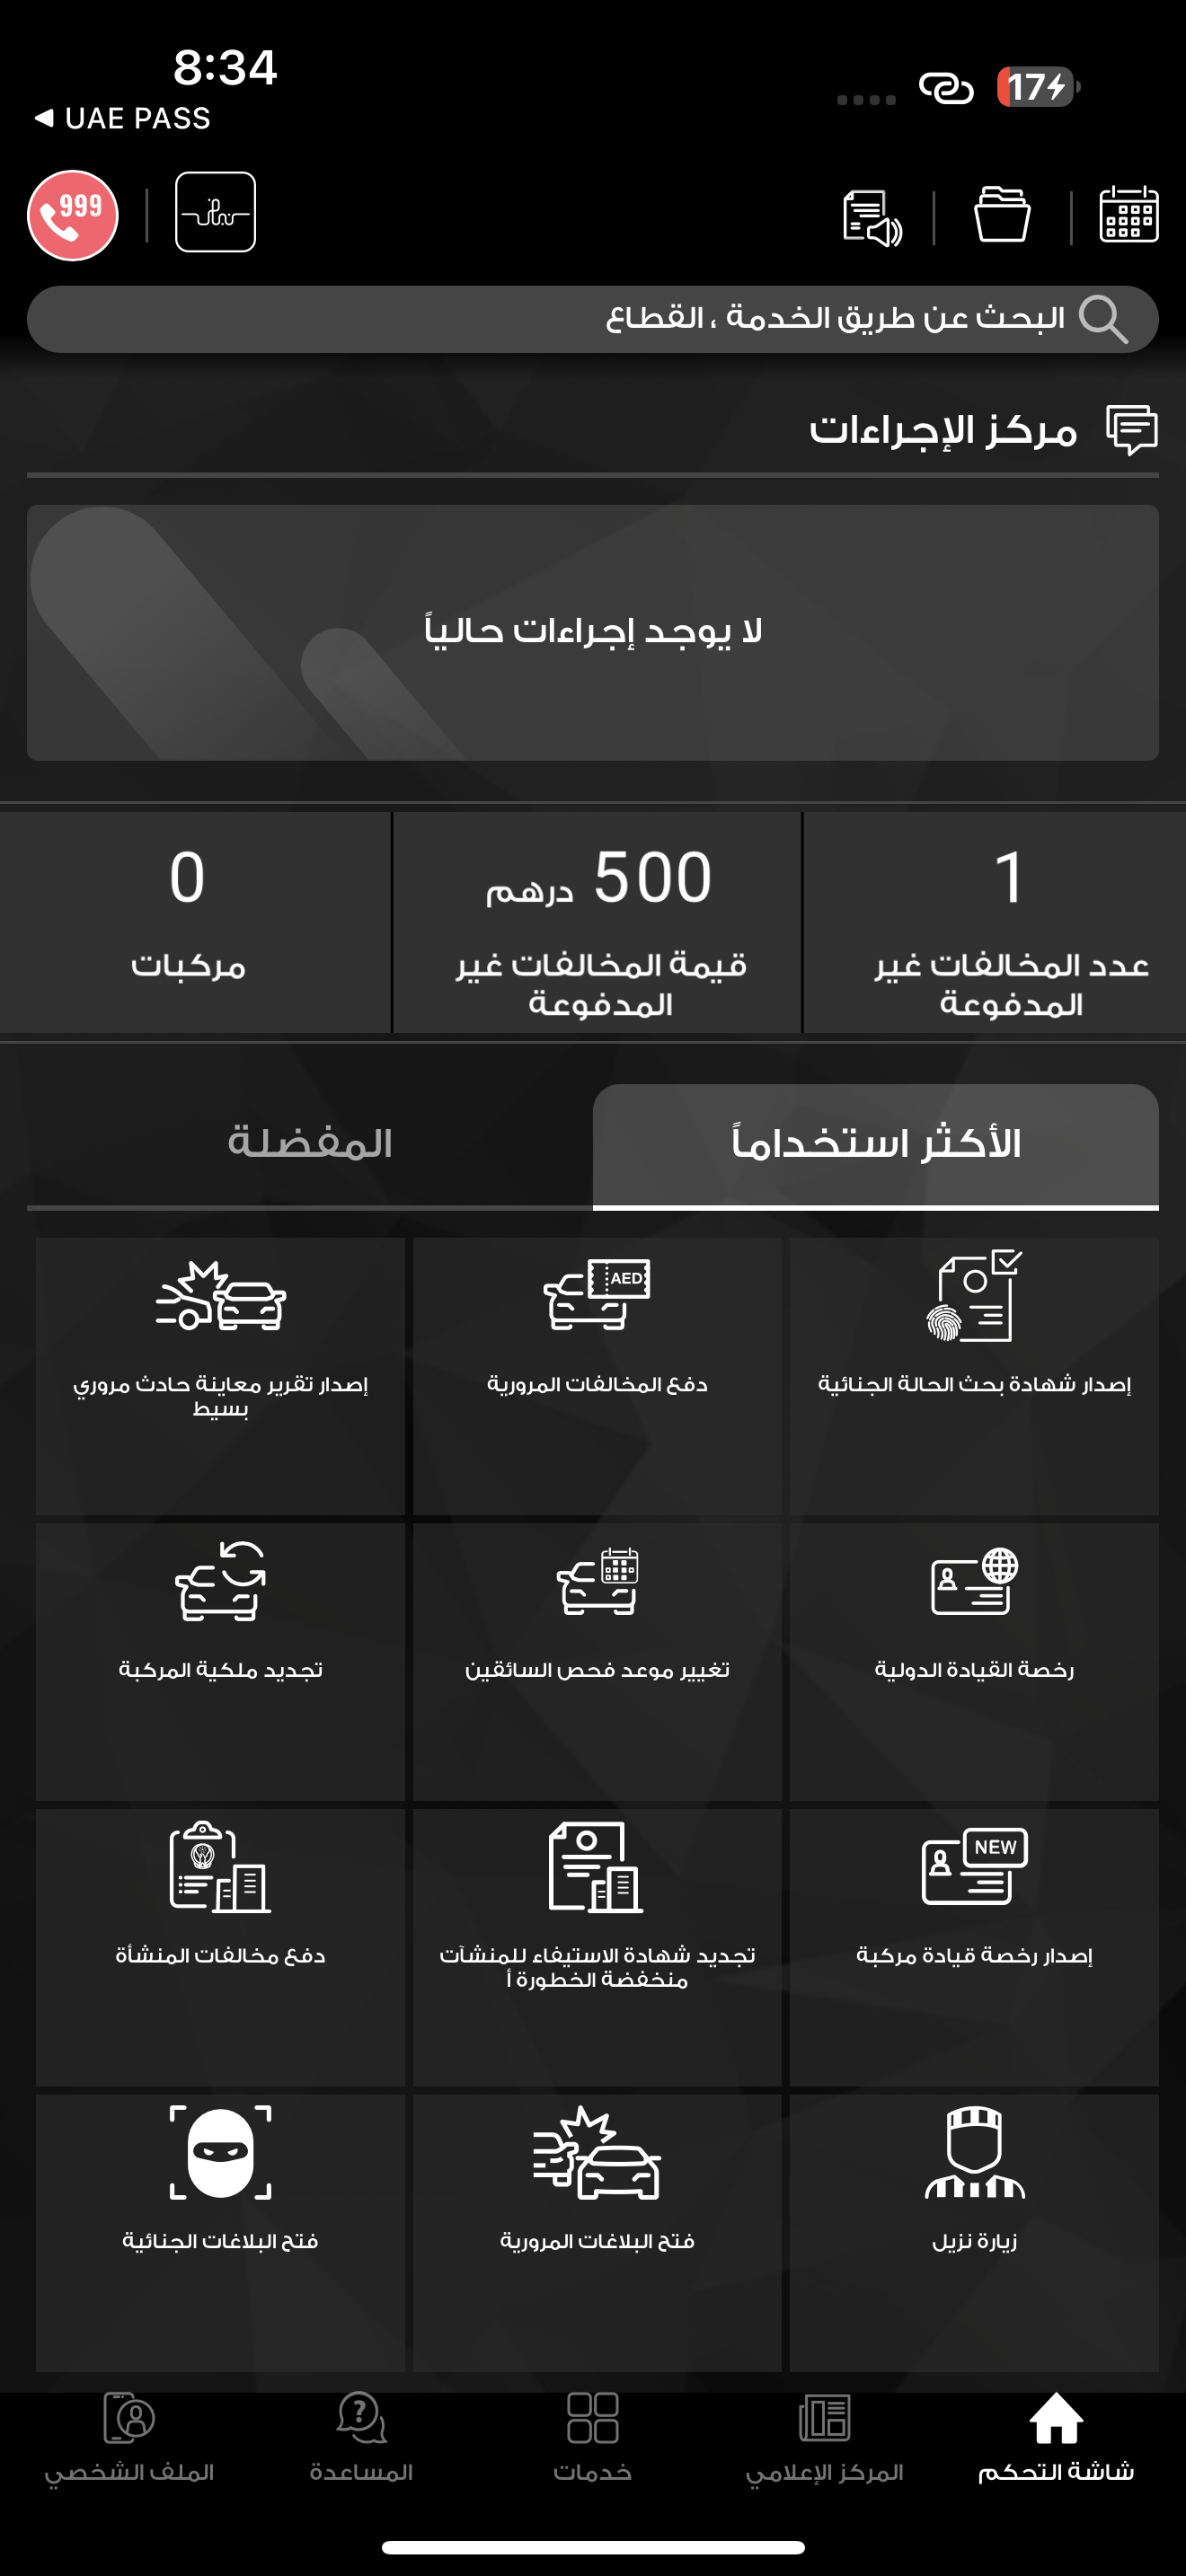 8:34
17
UAE PASS
999
البحث عن طريق الخدمة ، القطاع
مركز الإجراءات
لا يوجد إجراءات حالياً
1
عدد المخالفات غير
المدفوعة
500 درهم
قيمة المخالفات غير
المدفوعة
0
مركبات
الأكثر استخداماً
المفضلة
إصدار شهادة بحث الحالة الجنائية
AED
دفع المخالفات المرورية
إصدار تقرير معاينة حادث مروري
بسيط
رخصة القيادة الدولية
تغيير موعد فحص السائقين
تجديد ملكية المركبة
NEW
إصدار رخصة قيادة مركبة
تجديد شهادة الاستيفاء للمنشآت
منخفضة الخطورة أ
دفع مخالفات المنشأة
زيارة نزيل
فتح البلاغات المرورية
فتح البلاغات الجنائية
شاشة التحكم
المركز الإعلامي
خدمات
المساعدة
الملف الشخصي